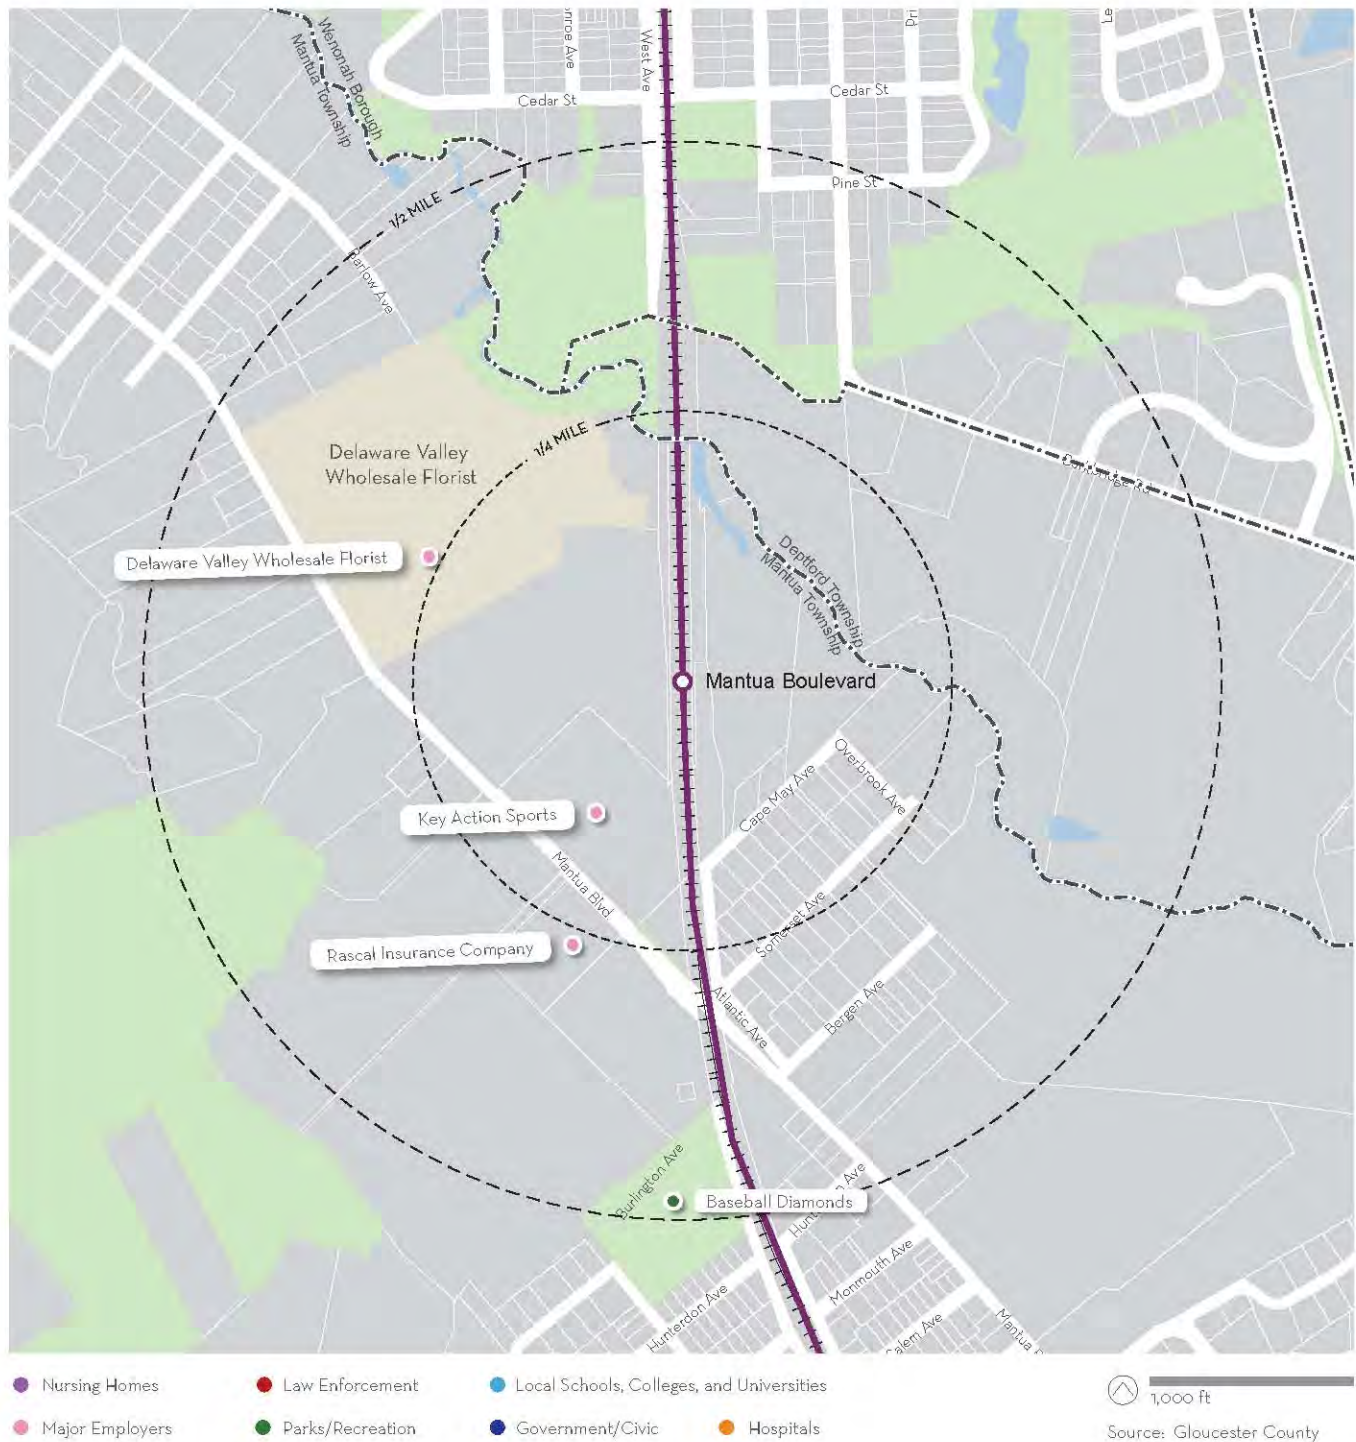 Wenonah Borough
Mantua Township
West Ave
Cedar St
Cedar St
Pine St
1/2 MILE
1/4 MILE
Delaware Valley
Wholesale Florist
Delaware Valley Wholesale Florist
Deptford Township
Mantua Township
Mantua Boulevard
Overbrook Ave
Cape May Ave
Key Action Sports
Mantua Blvd
Somerset Ave
Rascal Insurance Company
Atlantic Ave
Bergen Ave
Burlington Ave
Baseball Diamonds
Monmouth Ave
Hunterdon Ave
Mantua
Nursing Homes
Law Enforcement
Local Schools, Colleges, and Universities
1,000 ft
Major Employers
Parks/Recreation
Government/Civic
Hospitals
Source: Gloucester County